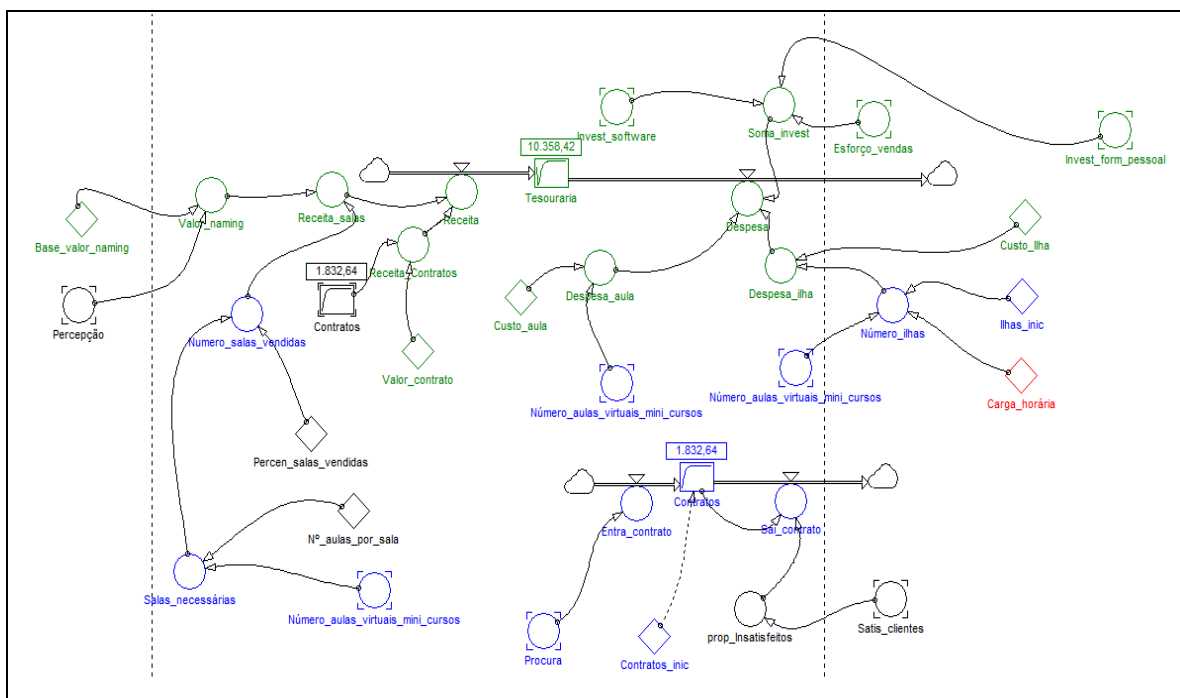 Invest_software
Soma_invest
Esforço_vendas
Invest_form_pessoal
10.358,42
Tesouraria
Base_valor_naming
Valor_naming
Receita_salas
Receita
Despesa
Custo_Ilha
1.832,64
Receita_Contratos
Contratos
Percepção
Numero_salas_vendidas
Custo_aula
Despesa_aula
Despesa_ilha
Número_ilhas
Ilhas_inic
Valor_contrato
Número_aulas_virtuais_mini_cursos
Número_aulas_virtuais_mini_cursos
Carga_horária
Percen_salas_vendidas
1.832,64
Contratos
Entra_contrato
Sai_contrato
Nº_aulas_por_sala
Salas_necessárias
Número_aulas_virtuais_mini_cursos
Procura
Contratos_inic
prop_Insatisfeitos
Satis_clientes